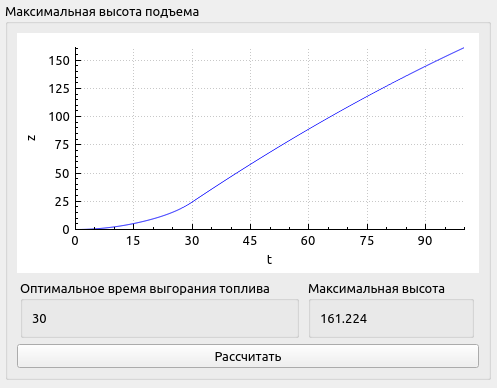 Максимальная высота подъема
150
125
100
75
50
25
0
z
0 15 30 45 60 75 90
t
Оптимальное время выгорания топлива Максимальная высота
30 161.224
Рассчитать